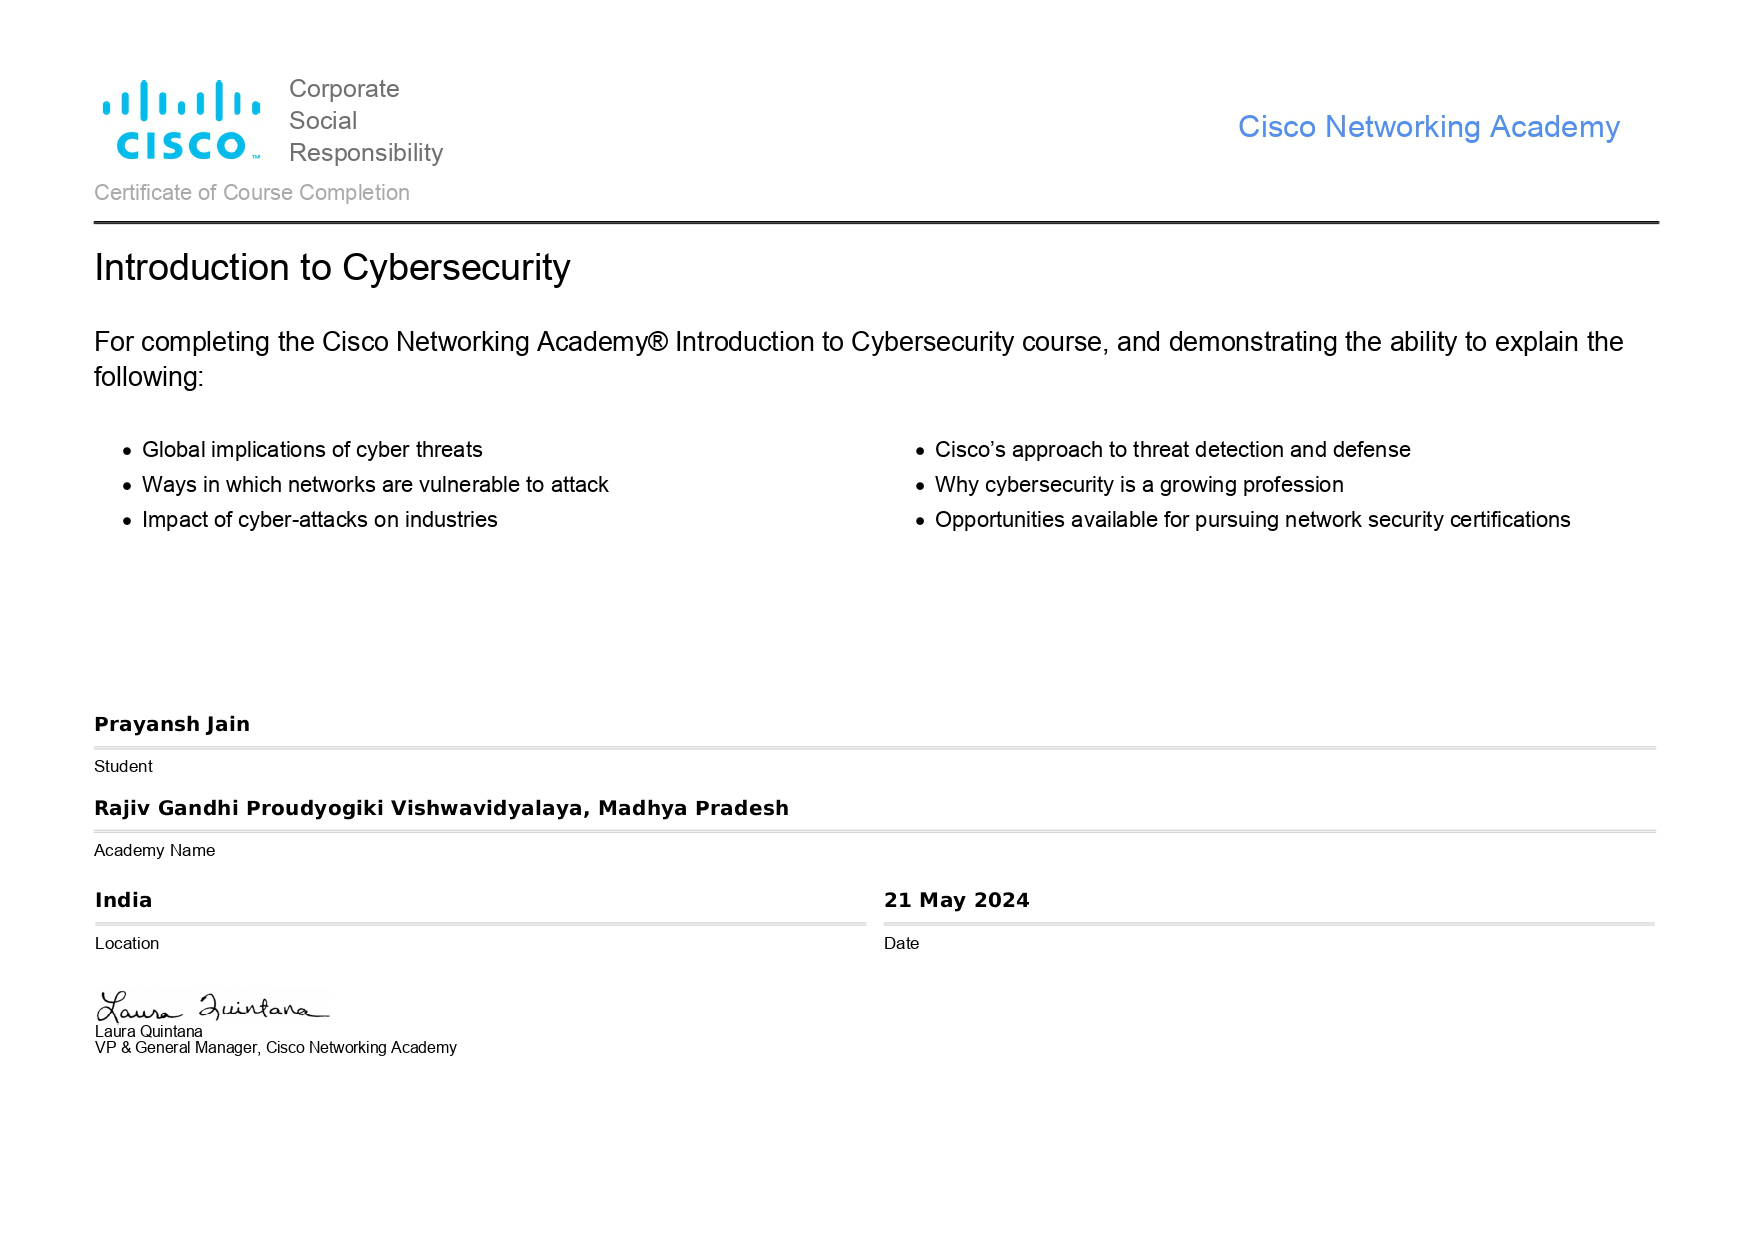 CISCO™
Corporate
Social
Responsibility
Cisco Networking Academy
Certificate of Course Completion
Introduction to Cybersecurity
For completing the Cisco Networking Academy® Introduction to Cybersecurity course, and demonstrating the ability to explain the
following:
• Global implications of cyber threats
• Ways in which networks are vulnerable to attack
• Impact of cyber-attacks on industries
• Cisco’s approach to threat detection and defense
• Why cybersecurity is a growing profession
• Opportunities available for pursuing network security certifications
Prayansh Jain
Student
Rajiv Gandhi Proudyogiki Vishwavidyalaya, Madhya Pradesh
Academy Name
India
Location
21 May 2024
Date
Laura Quintana
Laura Quintana
VP & General Manager, Cisco Networking Academy